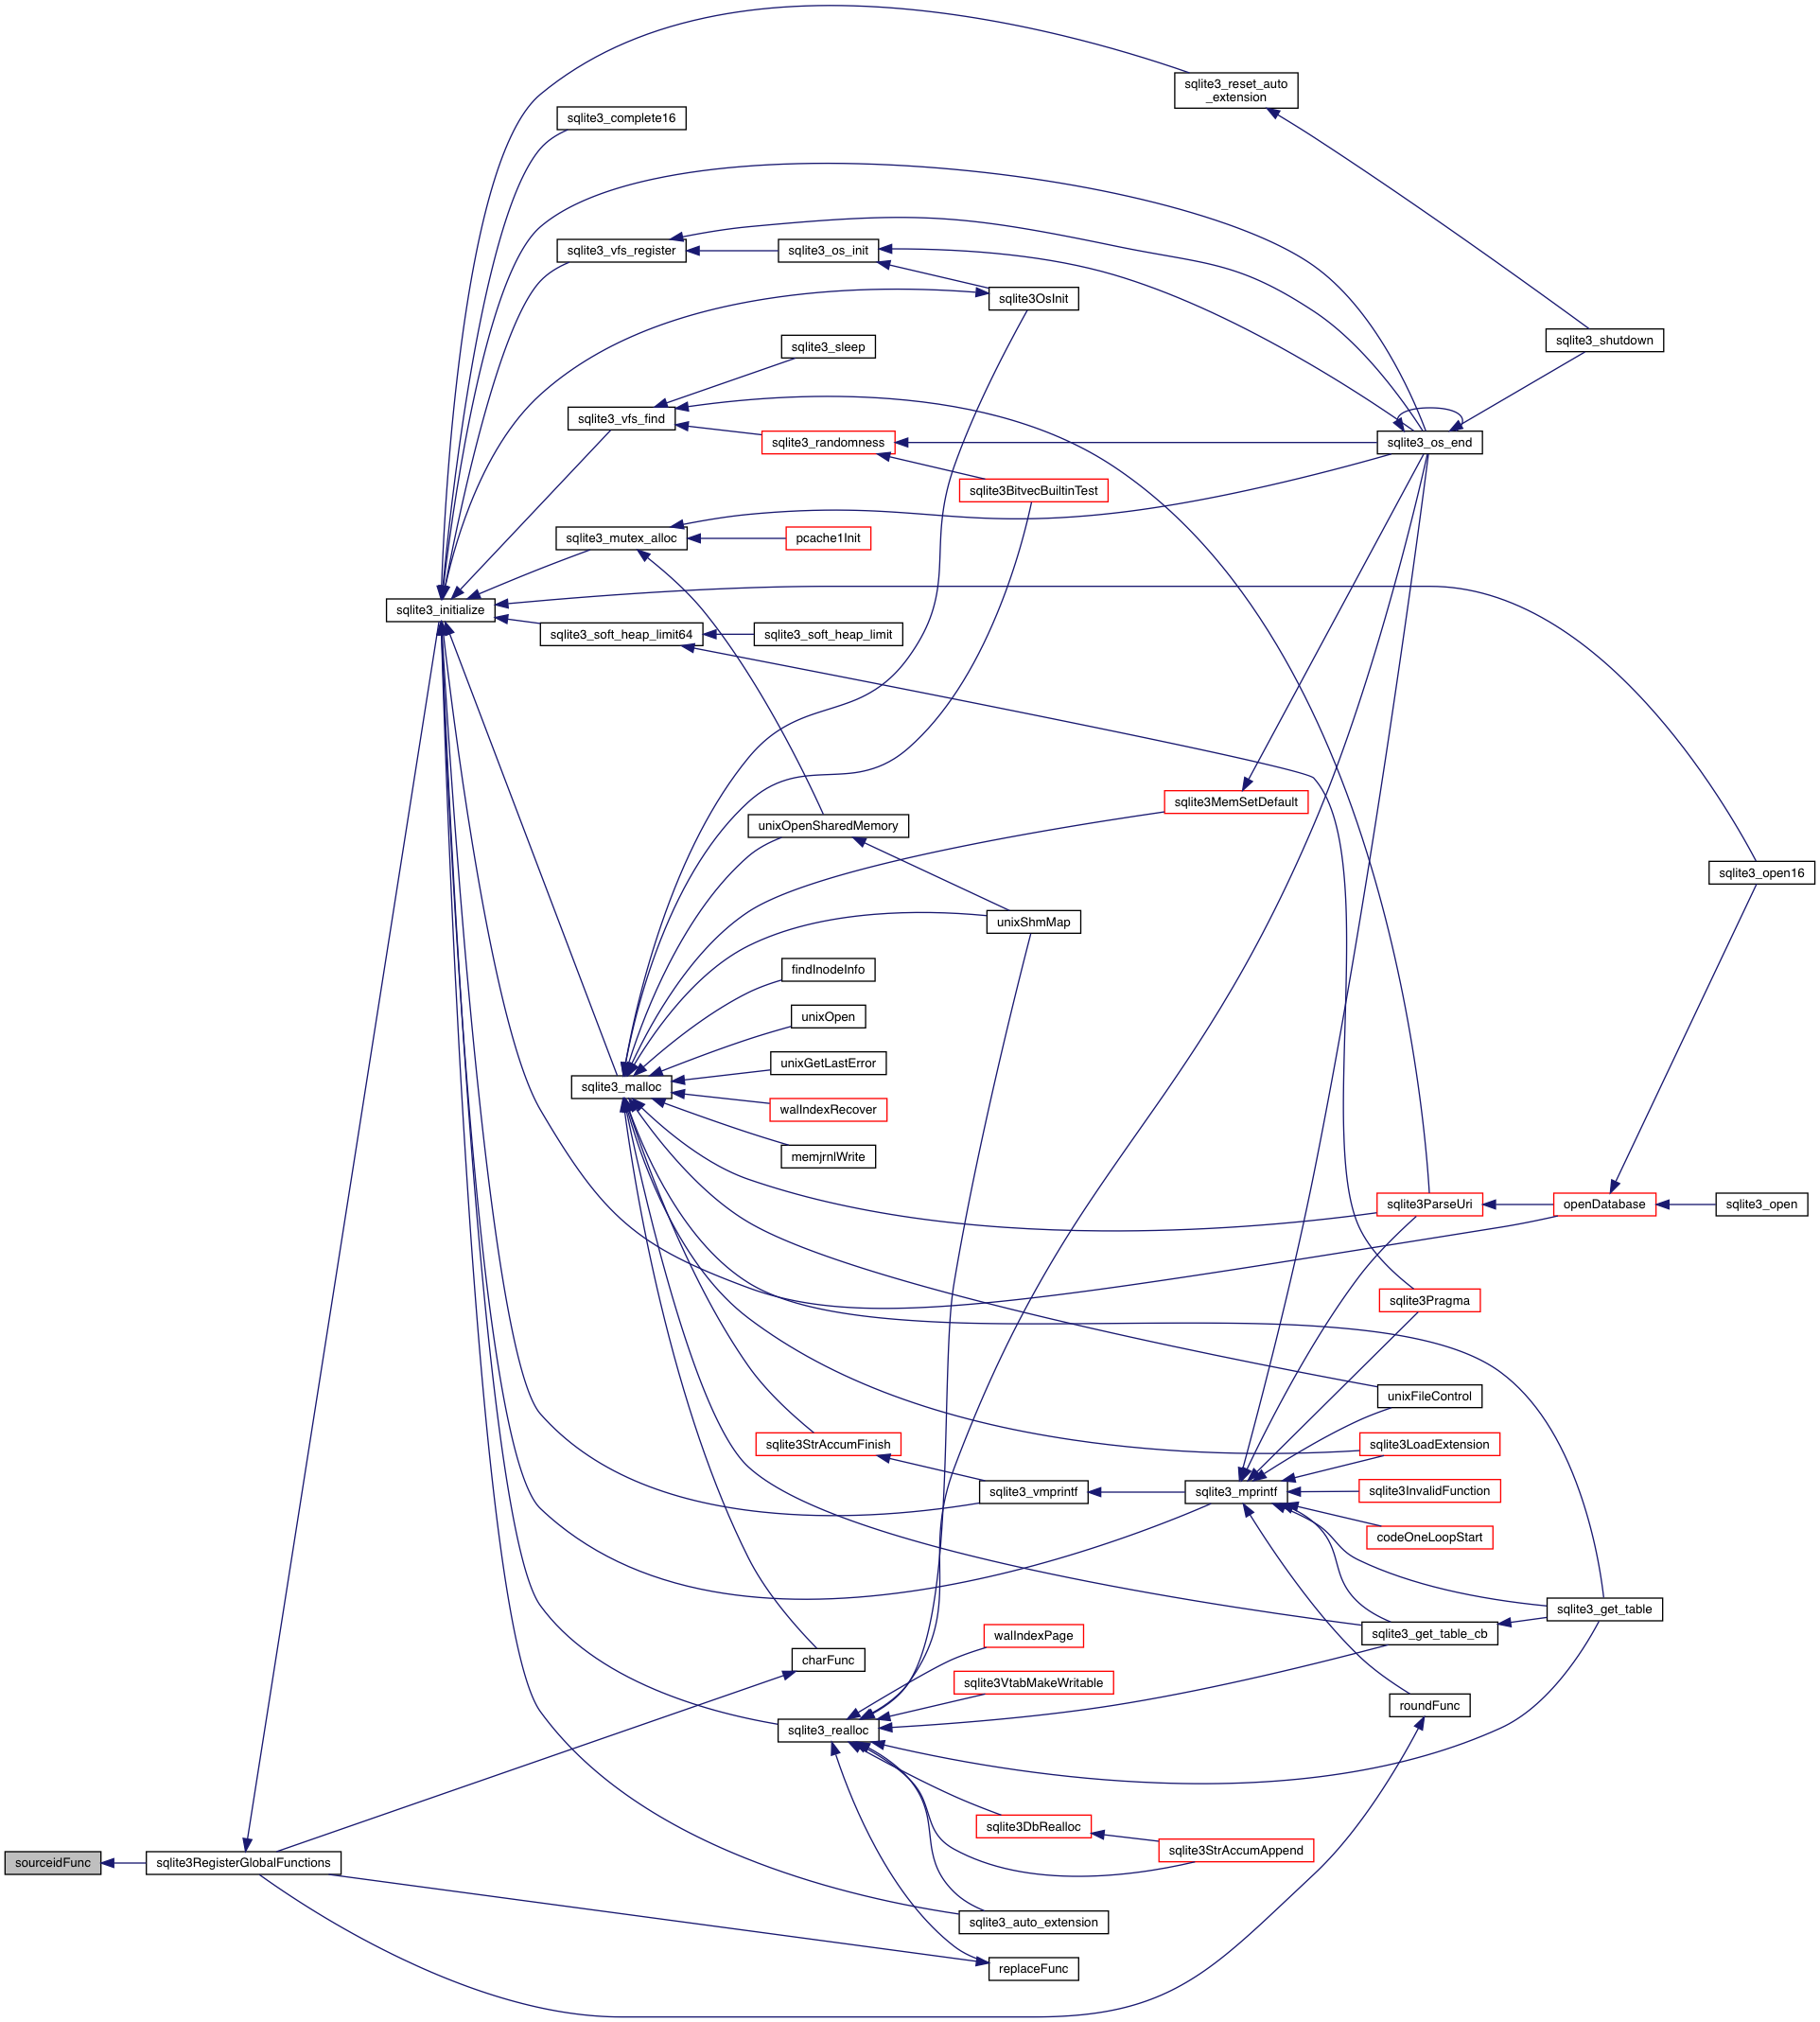 sqlite3_reset_auto
_extension
sqlite3_complete16
sqlite3_vfs_register
sqlite3_os_init
sqlite3OsInit
sqlite3_shutdown
sqlite3_sleep
sqlite3_vfs_find
sqlite3_randomness
sqlite3_os_end
sqlite3BitvecBuiltinTest
sqlite3_mutex_alloc
pcache1Init
sqlite3_initialize
sqlite3_soft_heap_limit64
sqlite3_soft_heap_limit
sqlite3MemSetDefault
unixOpenSharedMemory
sqlite3_open16
unixShmMap
findInodeInfo
unixOpen
unixGetLastError
sqlite3_malloc
walIndexRecover
memjrnlWrite
sqlite3ParseUri
openDatabase
sqlite3_open
sqlite3Pragma
unixFileControl
sqlite3StrAccumFinish
sqlite3LoadExtension
sqlite3_vmprintf
sqlite3_mprintf
sqlite3InvalidFunction
codeOneLoopStart
sqlite3_get_table
sqlite3_get_table_cb
walIndexPage
charFunc
sqlite3VtabMakeWritable
roundFunc
sqlite3_realloc
sqlite3DbRealloc
sqlite3StrAccumAppend
sourceidFunc
sqlite3RegisterGlobalFunctions
sqlite3_auto_extension
replaceFunc